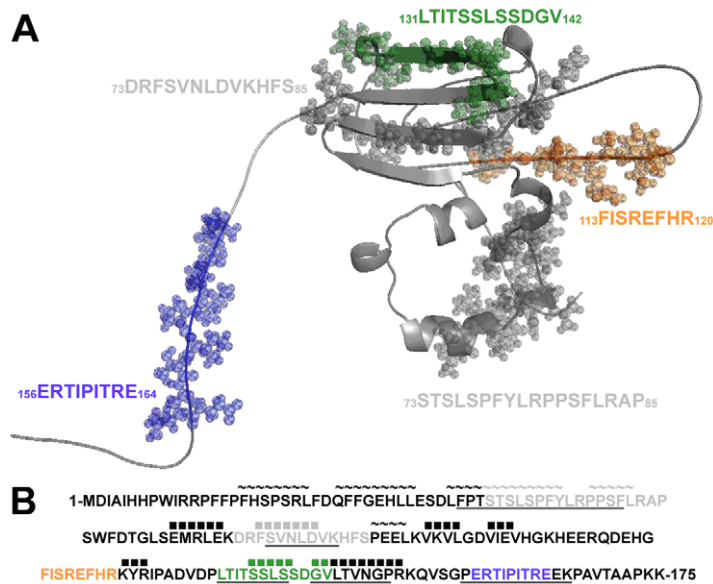 A
131LTITSSLSSDGV142
73DRFSVNLDVKHFS85
113FISREFHR120
156ERTIPITRE164
73STSLSPFYLRPPSFLRAP85
B
1-MDIAIHHPWIRRPFFPFHSPSRLFDQFFGEHLLESDLFPTSTSLSPFYLRPPSFLRAP
SWFDTGLSEMRLEKDRFSVNLDVKHFSPEELKVKVLGDVIEVHGKHEERQDEHG
FISREFHRKYRIPADVDPLTITSSLSSDGVLTVNGPRKQVSGPERTIPITREEKPAVTAAPKK-175